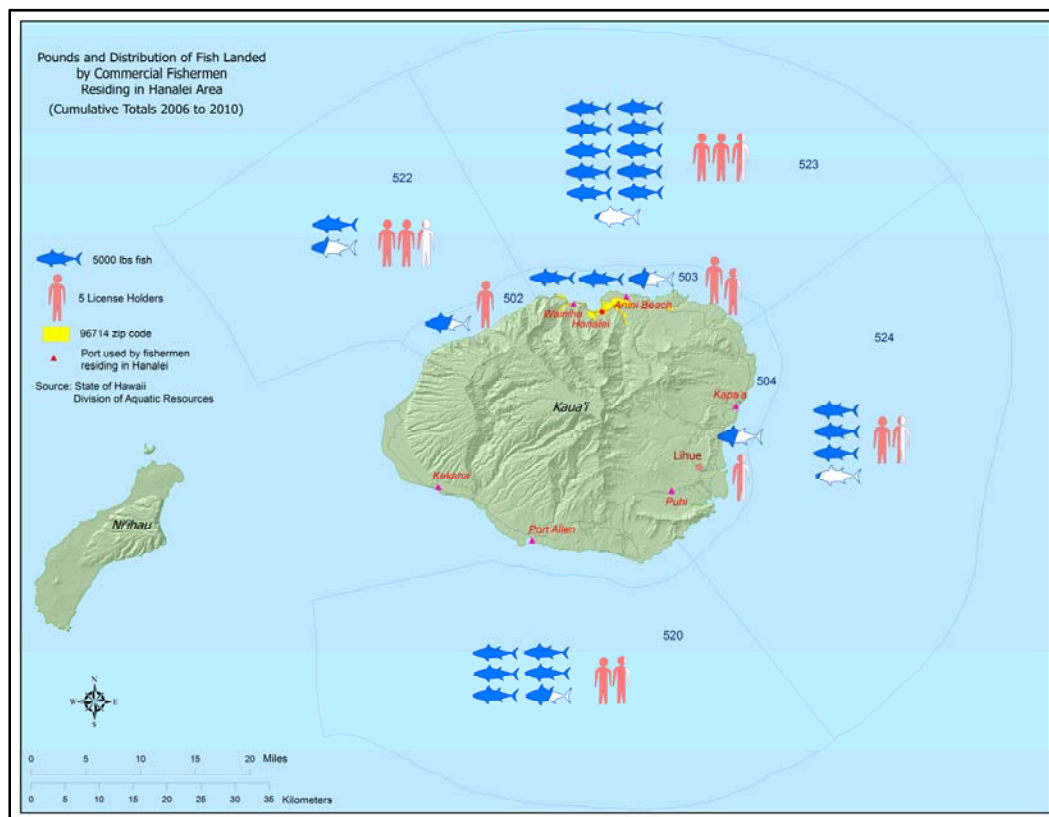 Pounds and Distribution of Fish Landed
by Commercial Fishermen
Residing in Hanalei Area
(Cumulative Totals 2006 to 2010)
523
522
5000 lbs fish
5 License Holders
96714 zip code
Port used by fishermen
residing in Hanalei
Source: State of Hawaii
Division of Aquatic Resources
502
503
Wainiha
Hanalei
Anini Beach
524
504
Kapa'a
Kaua'i
Lihue
Kekaha
Puhi
Port Allen
Ni'ihau
520
N
W
E
S
0 5 10 15 20 Miles
0 5 10 15 20 25 30 35 Kilometers